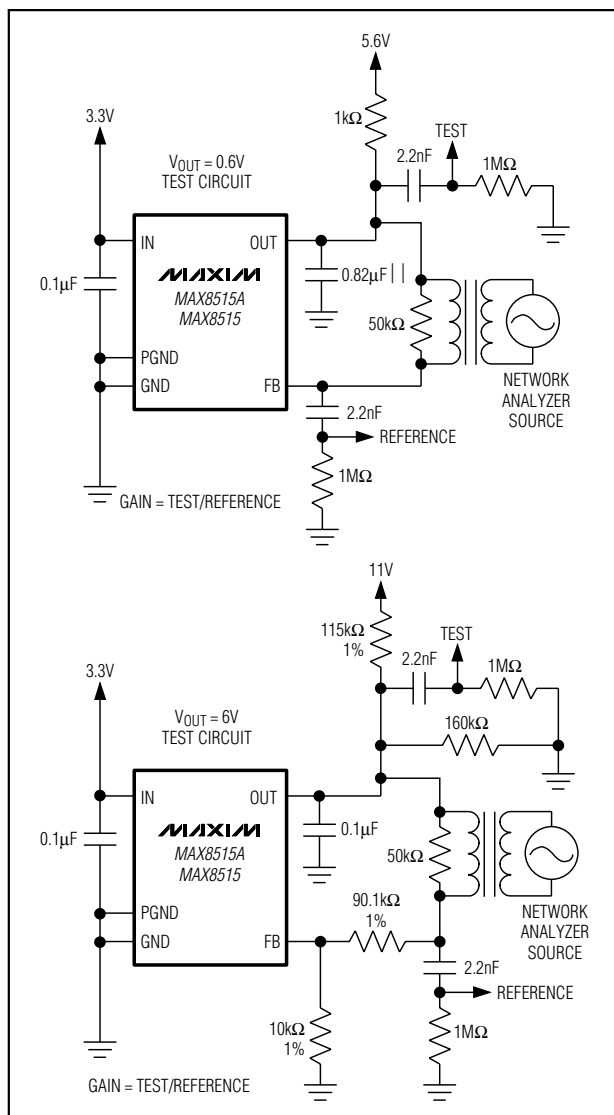 5.6V
1kΩ
3.3V
TEST
2.2nF
1MΩ
VOUT = 0.6V
TEST CIRCUIT
IN
OUT
0.1µF
MAXIM
0.82µF ||
MAX8515A
MAX8515
50kΩ
PGND
GND
FB
NETWORK
ANALYZER
SOURCE
2.2nF
REFERENCE
1MΩ
GAIN = TEST/REFERENCE
11V
115kΩ
1%
TEST
3.3V
2.2nF
1MΩ
160kΩ
VOUT = 6V
TEST CIRCUIT
IN
OUT
0.1µF
MAXIM
0.1µF
MAX8515A
MAX8515
50kΩ
90.1kΩ
1%
NETWORK
ANALYZER
SOURCE
PGND
GND
FB
2.2nF
REFERENCE
10kΩ
1%
1MΩ
GAIN = TEST/REFERENCE